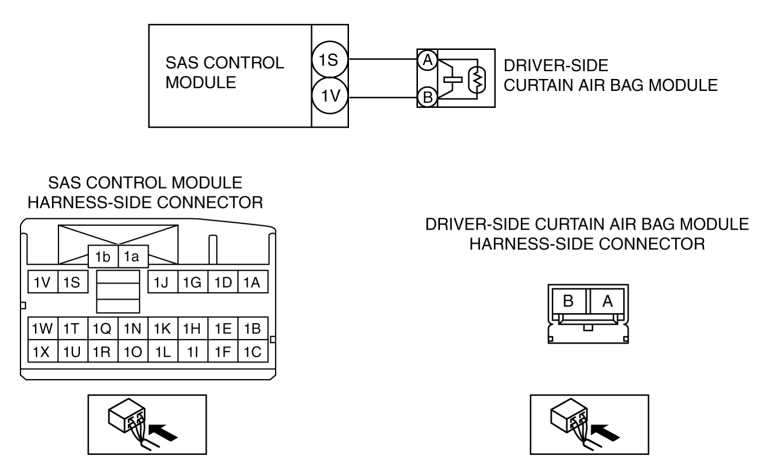 SAS CONTROL
MODULE
1S
1V
A
B
DRIVER-SIDE
CURTAIN AIR BAG MODULE
SAS CONTROL MODULE
HARNESS-SIDE CONNECTOR
1b 1a
1V 1S 1J 1G 1D 1A
1W 1T 1Q 1N 1K 1H 1E 1B
1X 1U 1R 1O 1L 1I 1F 1C
DRIVER-SIDE CURTAIN AIR BAG MODULE
HARNESS-SIDE CONNECTOR
B A